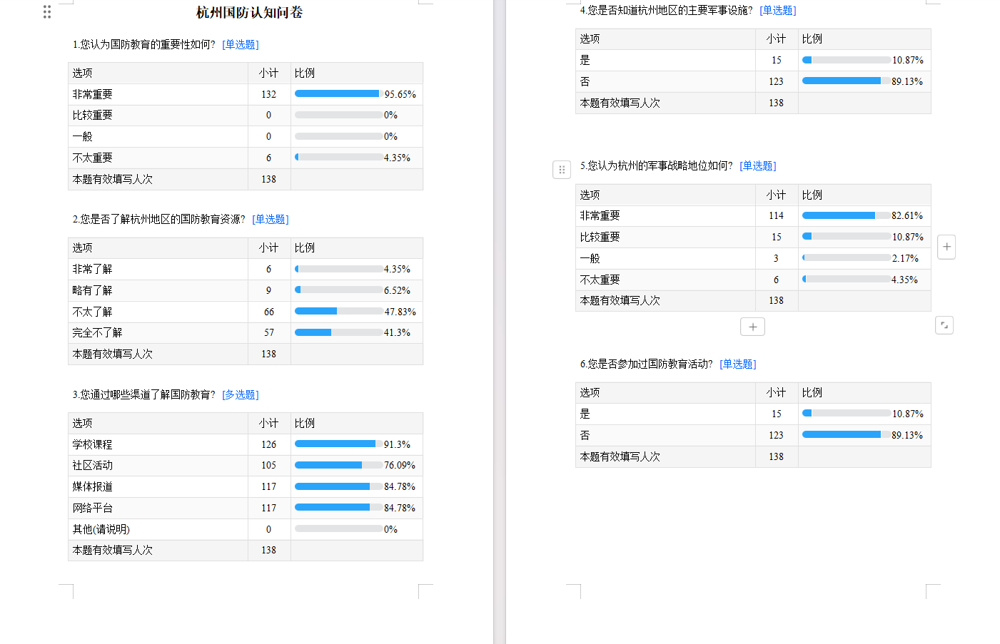 杭州国防认知问卷
1.您认为国防教育的重要性如何? [单选题]
选项 小计 比例
非常重要 132 95.65%
比较重要 0 0%
一般 0 0%
不太重要 6 4.35%
本题有效填写人次 138
2.您是否了解杭州地区的国防教育资源? [单选题]
选项 小计 比例
非常了解 6 4.35%
略有了解 9 6.52%
不太了解 66 47.83%
完全不了解 57 41.3%
本题有效填写人次 138
3.您通过哪些渠道了解国防教育? [多选题]
选项 小计 比例
学校课程 126 91.3%
社区活动 105 76.09%
媒体报道 117 84.78%
网络平台 117 84.78%
其他(请说明) 0 0%
本题有效填写人次 138
4.您是否知道杭州地区的主要军事设施? [单选题]
选项 小计 比例
是 15 10.87%
否 123 89.13%
本题有效填写人次 138
5.您认为杭州的军事战略地位如何? [单选题]
选项 小计 比例
非常重要 114 82.61%
比较重要 15 10.87%
一般 3 2.17%
不太重要 6 4.35%
本题有效填写人次 138
6.您是否参加过国防教育活动? [单选题]
选项 小计 比例
是 15 10.87%
否 123 89.13%
本题有效填写人次 138